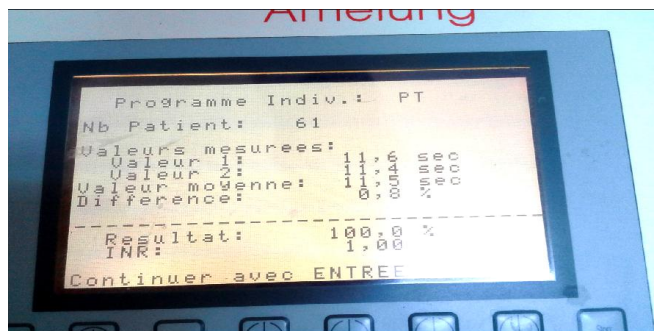 Amelung
Programme Indiv.: PT
Nb Patient: 61
Valeurs mesurees:
Valeur 1: 11,6 sec
Valeur 2: 11,4 sec
Valeur moyenne: 11,5 sec
Difference: 0,8 %
Resultat: 100,0 %
INR: 1,00
Continuer avec ENTREE